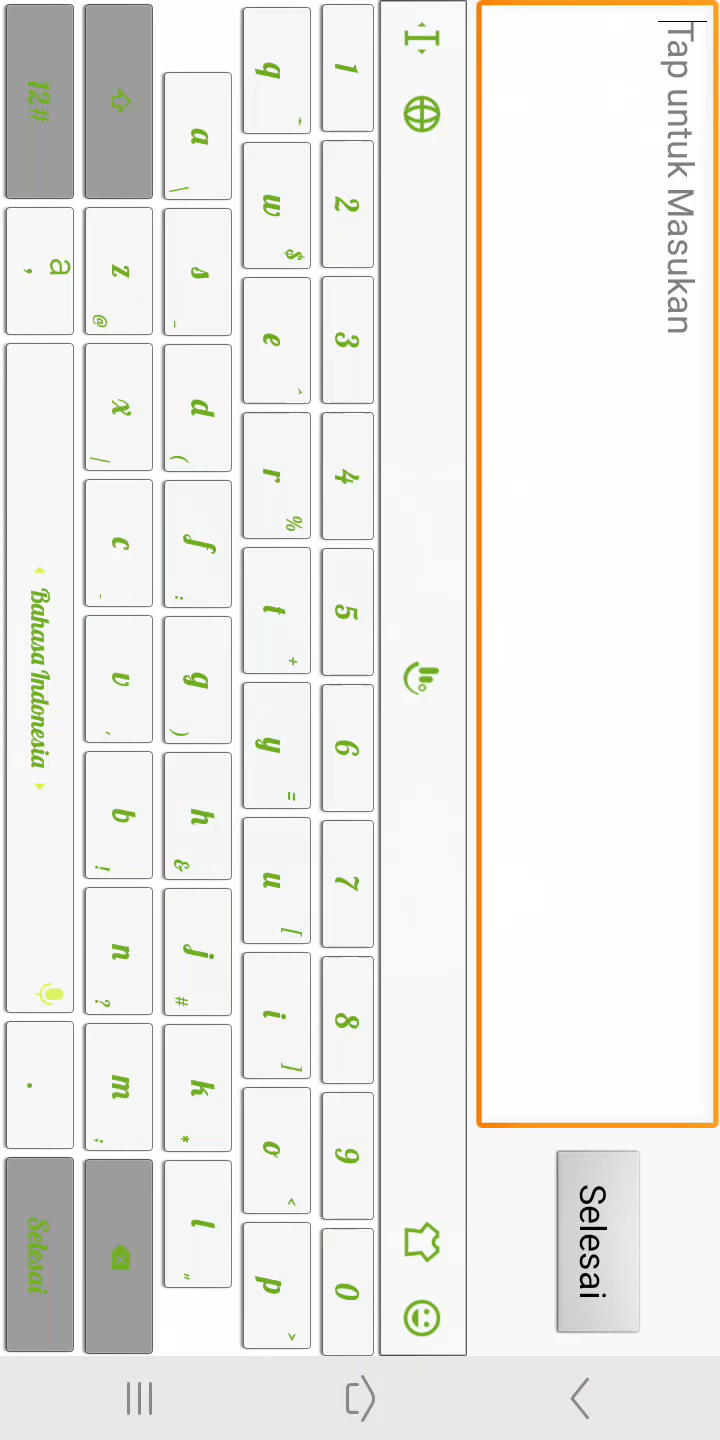 Tap untuk Masukan
Selesai
1 2 3 4 5 6 7 8 9 0
q w $ e ^ r % t + y = u [ i ] o < p >
a \ s _ d ( f : g ) h & j # k * l "
z @ x / c - v ' b ! n ? m ;
12# a , Bahasa Indonesia . Selesai